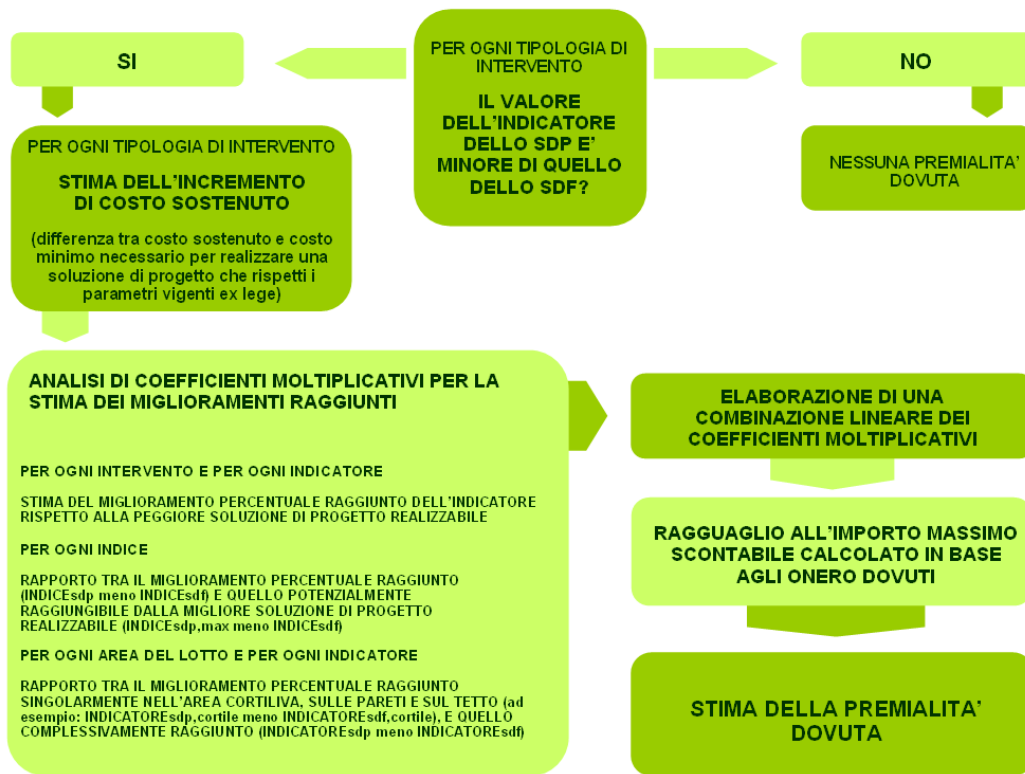 PER OGNI TIPOLOGIA DI
INTERVENTO
IL VALORE
DELL'INDICATORE
DELLO SDP E'
MINORE DI QUELLO
DELLO SDF?
SI
NO
PER OGNI TIPOLOGIA DI INTERVENTO
STIMA DELL'INCREMENTO
DI COSTO SOSTENUTO
(differenza tra costo sostenuto e costo
minimo necessario per realizzare una
soluzione di progetto che rispetti i
parametri vigenti ex lege)
NESSUNA PREMIALITA'
DOVUTA
ANALISI DI COEFFICIENTI MOLTIPLICATIVI PER LA
STIMA DEI MIGLIORAMENTI RAGGIUNTI
PER OGNI INTERVENTO E PER OGNI INDICATORE
STIMA DEL MIGLIORAMENTO PERCENTUALE RAGGIUNTO DELL'INDICATORE
RISPETTO ALLA PEGGIORE SOLUZIONE DI PROGETTO REALIZZABILE
PER OGNI INDICE
RAPPORTO TRA IL MIGLIORAMENTO PERCENTUALE RAGGIUNTO
(INDICEsdp meno INDICEsdf) E QUELLO POTENZIALMENTE
RAGGIUNGIBILE DALLA MIGLIORE SOLUZIONE DI PROGETTO
REALIZZABILE (INDICEsdp,max meno INDICEsdf)
PER OGNI AREA DEL LOTTO E PER OGNI INDICATORE
RAPPORTO TRA IL MIGLIORAMENTO PERCENTUALE RAGGIUNTO
SINGOLARMENTE NELL'AREA CORTILIVA, SULLE PARETI E SUL TETTO (ad
esempio: INDICATOREsdp,cortile meno INDICATOREsdf,cortile), E QUELLO
COMPLESSIVAMENTE RAGGIUNTO (INDICATOREsdp meno INDICATOREsdf)
ELABORAZIONE DI UNA
COMBINAZIONE LINEARE DEI
COEFFICIENTI MOLTIPLICATIVI
RAGGUAGLIO ALL'IMPORTO MASSIMO
SCONTABILE CALCOLATO IN BASE
AGLI ONERO DOVUTI
STIMA DELLA PREMIALITA'
DOVUTA